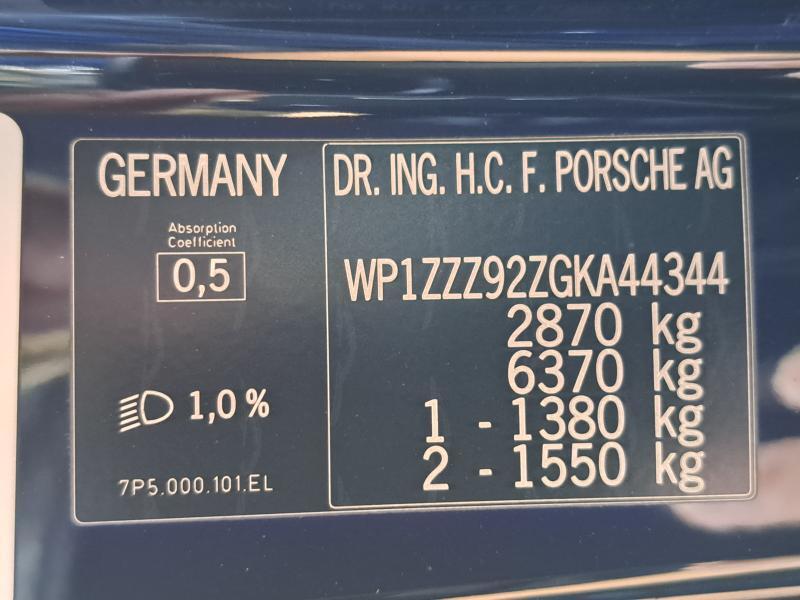 GERMANY
Absorption
Coefficient
0,5
1,0 %
7P5.000.101.EL
DR. ING. H.C. F. PORSCHE AG
WP1ZZZ92ZGKA44344
2870 kg
6370 kg
1 - 1380 kg
2 - 1550 kg